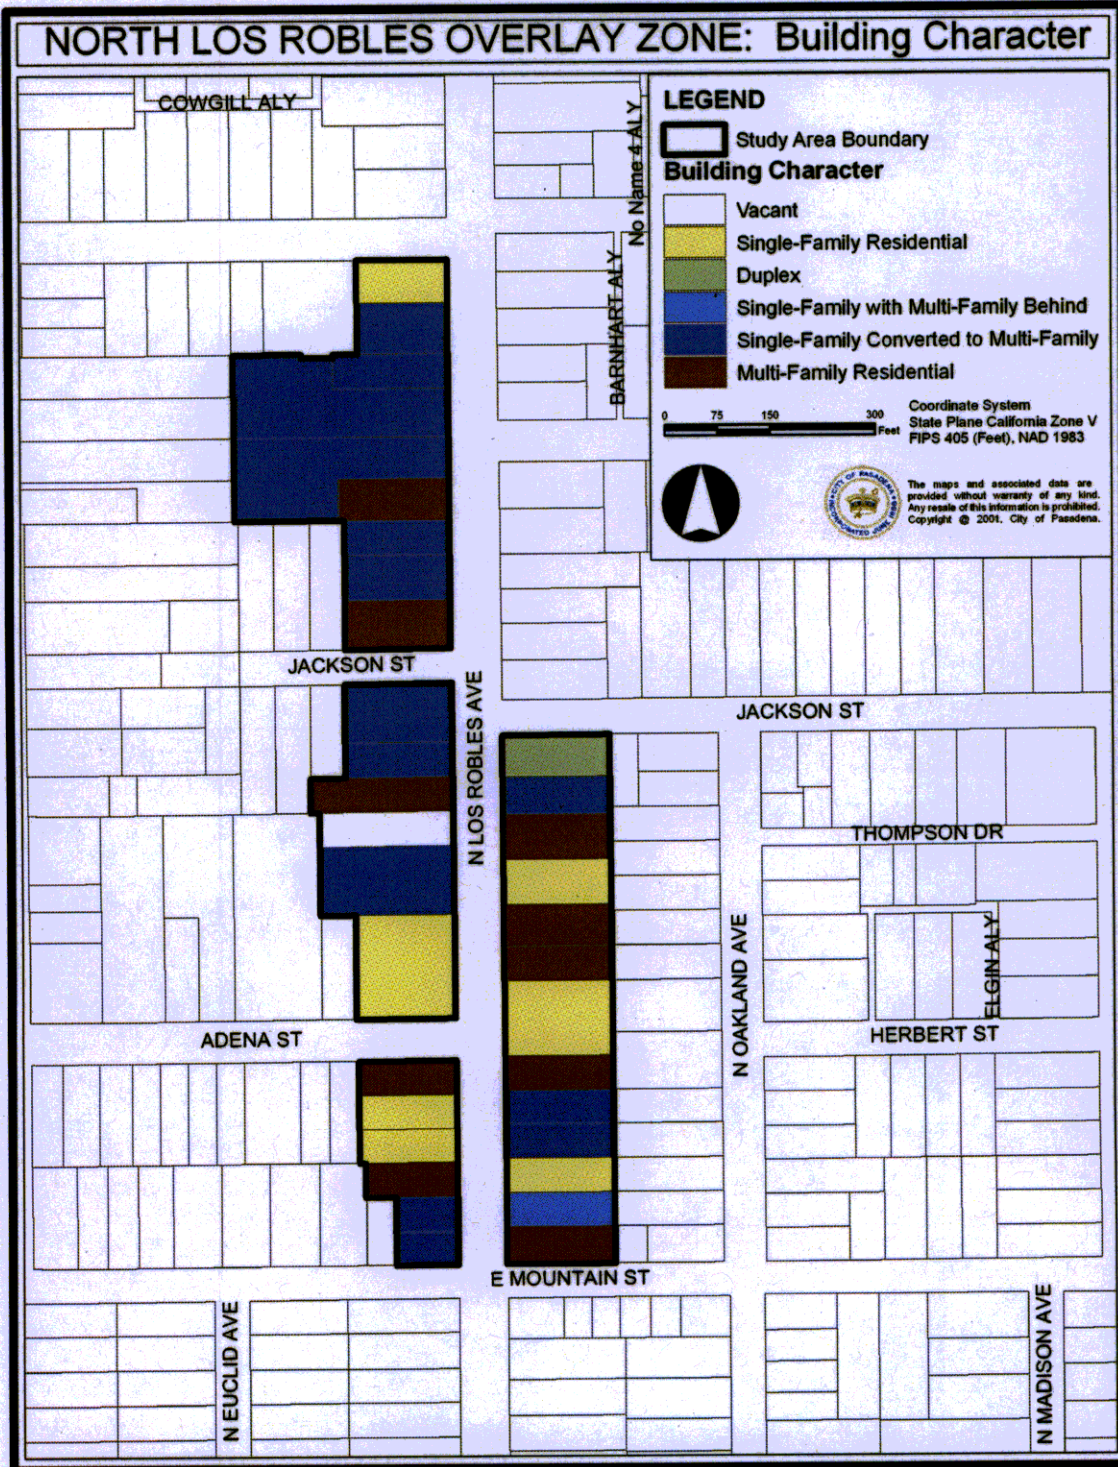 NORTH LOS ROBLES OVERLAY ZONE: Building Character
COWGILL ALY
No Name 4 ALY
BARNHART ALY
LEGEND
Study Area Boundary
Building Character
Vacant
Single-Family Residential
Duplex
Single-Family with Multi-Family Behind
Single-Family Converted to Multi-Family
Multi-Family Residential
0 75 150 300
Feet
Coordinate System
State Plane California Zone V
FIPS 405 (Feet), NAD 1983
CITY OF PASADENA
The maps and associated data are
provided without warranty of any kind.
Any resale of this information is prohibited.
Copyright @ 2001, City of Pasadena.
JACKSON ST
N LOS ROBLES AVE
JACKSON ST
THOMPSON DR
N OAKLAND AVE
ELGIN ALY
ADENA ST
HERBERT ST
E MOUNTAIN ST
N EUCLID AVE
N MADISON AVE